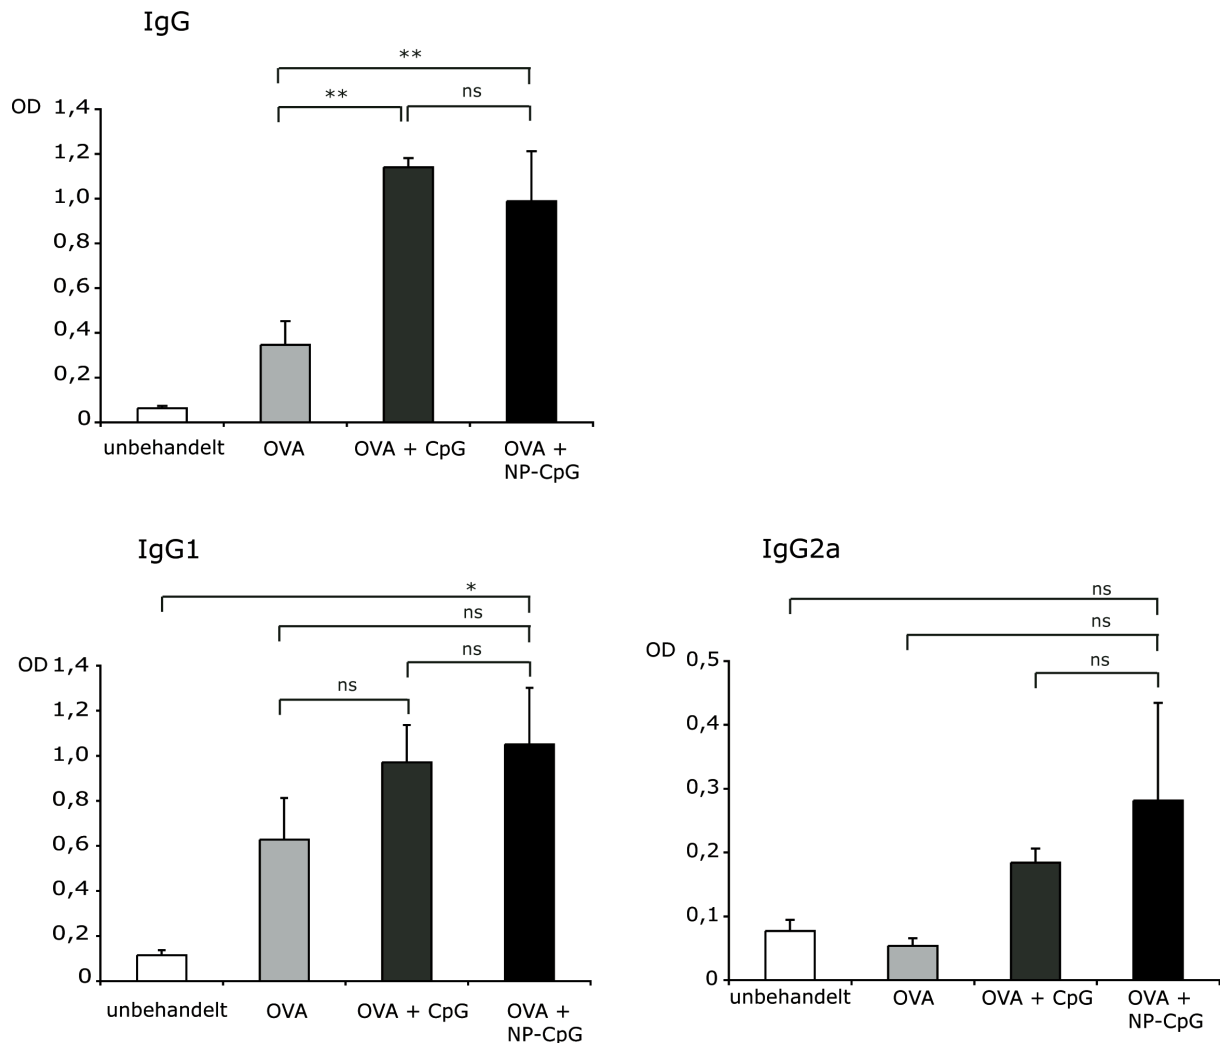 IgG
**
**
ns
OD
1,4
1,2
1,0
0,8
0,6
0,4
0,2
0
unbehandelt
OVA
OVA + CpG
OVA +
NP-CpG
IgG1
*
ns
ns
ns
OD
1,4
1,2
1,0
0,8
0,6
0,4
0,2
0
unbehandelt
OVA
OVA + CpG
OVA +
NP-CpG
IgG2a
ns
ns
ns
OD
0,5
0,4
0,3
0,2
0,1
0
unbehandelt
OVA
OVA + CpG
OVA +
NP-CpG